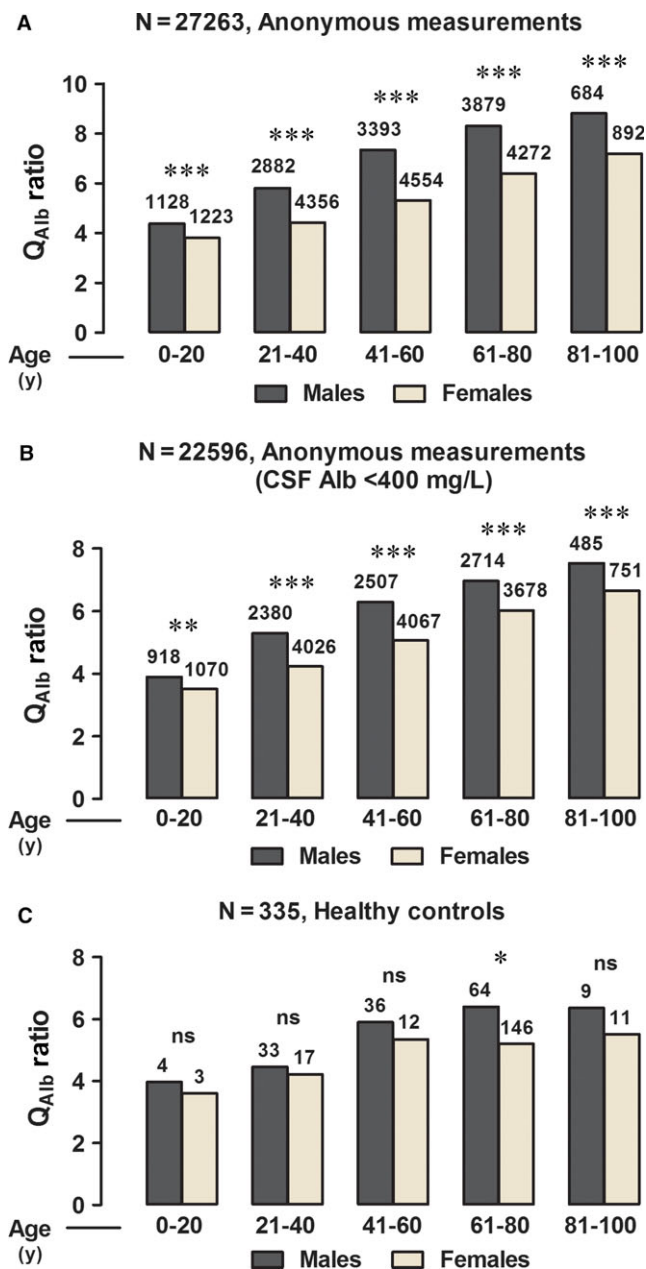 A N = 27263, Anonymous measurements
10
8
6
4
2
0
Q_Alb ratio
*** *** *** *** ***
1128 1223 2882 4356 3393 4554 3879 4272 684 892
Age (y) 0-20 21-40 41-60 61-80 81-100
Males Females
B N = 22596, Anonymous measurements
(CSF Alb <400 mg/L)
8
6
4
2
0
Q_Alb ratio
** *** *** *** ***
918 1070 2380 4026 2507 4067 2714 3678 485 751
Age (y) 0-20 21-40 41-60 61-80 81-100
Males Females
C N = 335, Healthy controls
8
6
4
2
0
Q_Alb ratio
ns ns ns * ns
4 3 33 17 36 12 64 146 9 11
Age (y) 0-20 21-40 41-60 61-80 81-100
Males Females